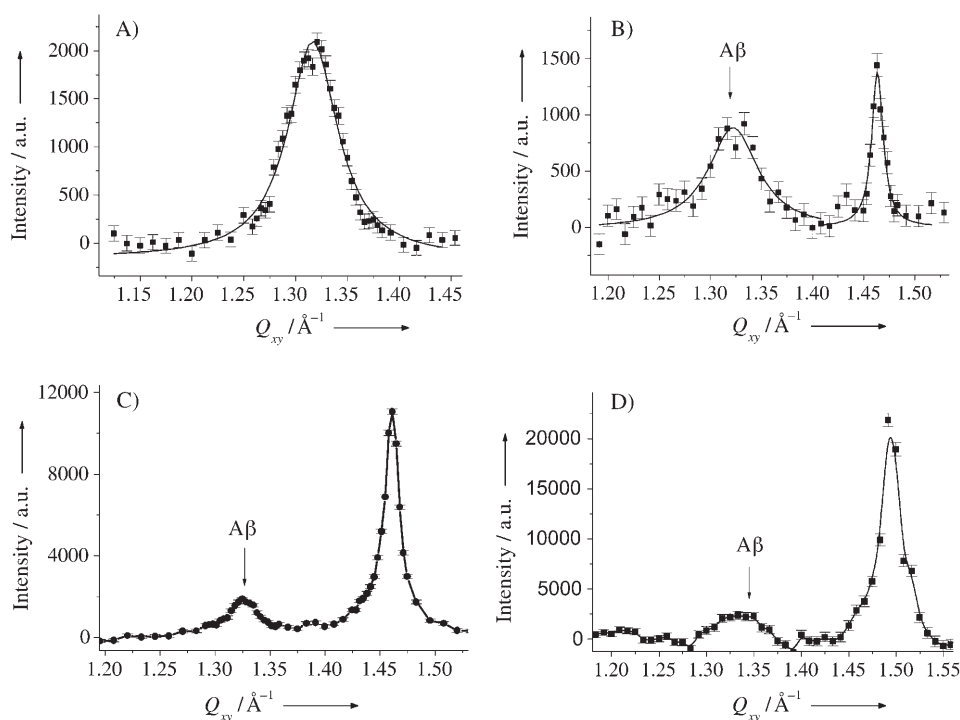 A)
Intensity / a.u.
2000
1500
1000
500
0
1.15 1.20 1.25 1.30 1.35 1.40 1.45
Qxy / Å⁻¹
B)
Aβ
Intensity / a.u.
1500
1000
500
0
1.20 1.25 1.30 1.35 1.40 1.45 1.50
Qxy / Å⁻¹
C)
Aβ
Intensity / a.u.
12000
8000
4000
0
1.20 1.25 1.30 1.35 1.40 1.45 1.50
Qxy / Å⁻¹
D)
Aβ
Intensity / a.u.
20000
15000
10000
5000
0
1.20 1.25 1.30 1.35 1.40 1.45 1.50 1.55
Qxy / Å⁻¹